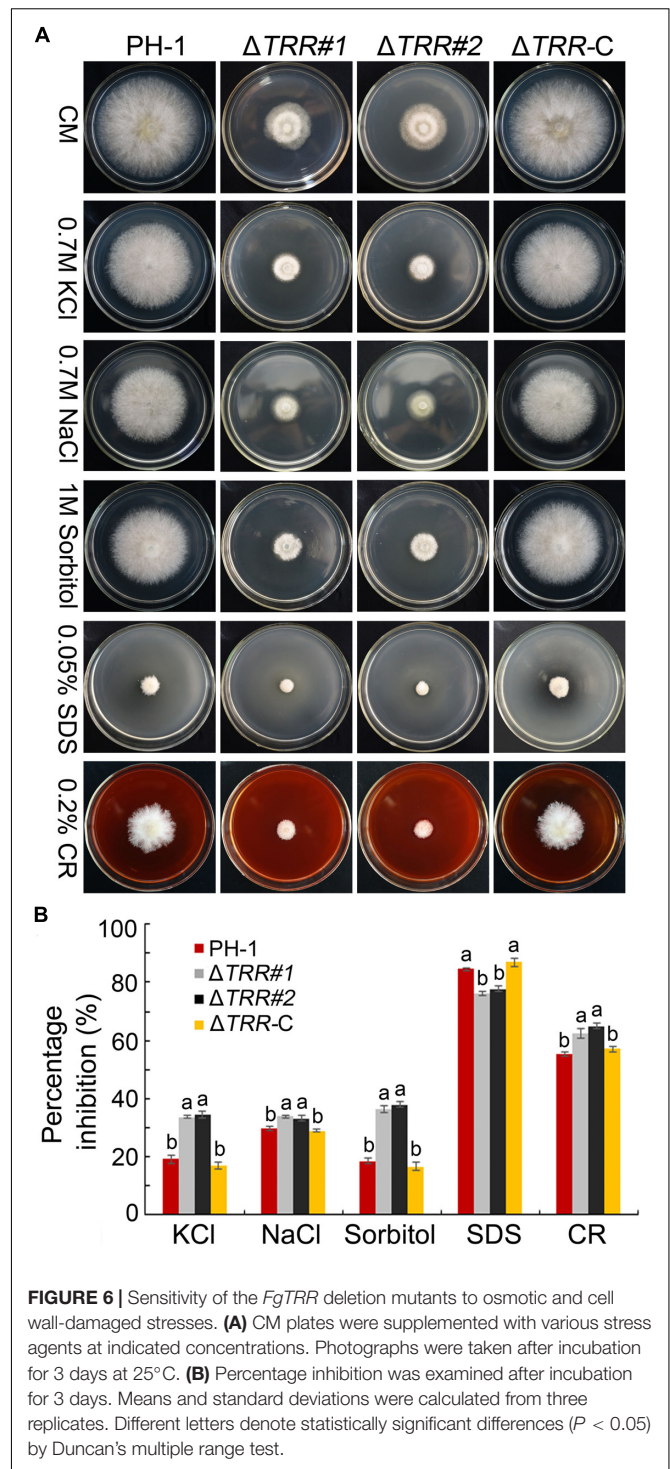 A
PH-1 ΔTRR#1 ΔTRR#2 ΔTRR-C
CM
0.7M KCl
0.7M NaCl
1M Sorbitol
0.05% SDS
0.2% CR
B
100
80
60
40
20
0
Percentage
inhibition (%)
PH-1
ΔTRR#1
ΔTRR#2
ΔTRR-C
b a a b
b a a b
b a a b
a b b a
b a a b
KCl NaCl Sorbitol SDS CR
FIGURE 6 | Sensitivity of the FgTRR deletion mutants to osmotic and cell
wall-damaged stresses. (A) CM plates were supplemented with various stress
agents at indicated concentrations. Photographs were taken after incubation
for 3 days at 25°C. (B) Percentage inhibition was examined after incubation
for 3 days. Means and standard deviations were calculated from three
replicates. Different letters denote statistically significant differences (P < 0.05)
by Duncan's multiple range test.